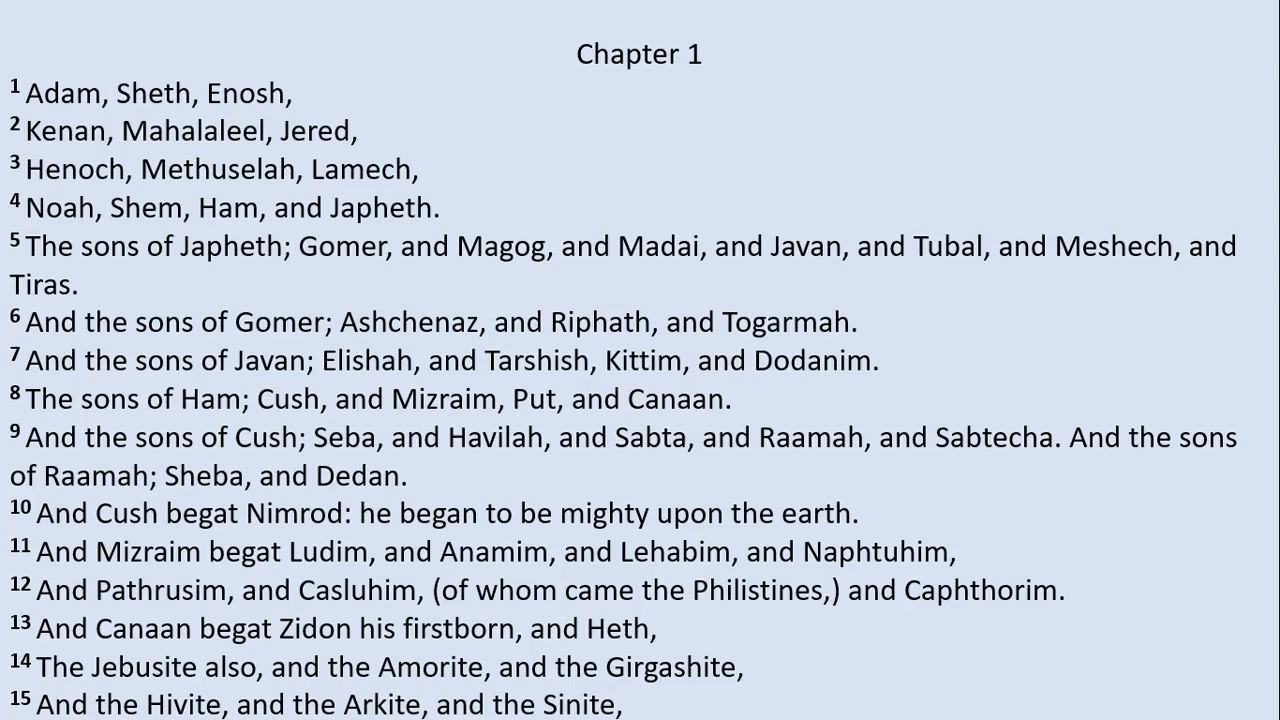 Chapter 1
1 Adam, Sheth, Enosh,
2 Kenan, Mahalaleel, Jered,
3 Henoch, Methuselah, Lamech,
4 Noah, Shem, Ham, and Japheth.
5 The sons of Japheth; Gomer, and Magog, and Madai, and Javan, and Tubal, and Meshech, and
Tiras.
6 And the sons of Gomer; Ashchenaz, and Riphath, and Togarmah.
7 And the sons of Javan; Elishah, and Tarshish, Kittim, and Dodanim.
8 The sons of Ham; Cush, and Mizraim, Put, and Canaan.
9 And the sons of Cush; Seba, and Havilah, and Sabta, and Raamah, and Sabtecha. And the sons
of Raamah; Sheba, and Dedan.
10 And Cush begat Nimrod: he began to be mighty upon the earth.
11 And Mizraim begat Ludim, and Anamim, and Lehabim, and Naphtuhim,
12 And Pathrusim, and Casluhim, (of whom came the Philistines,) and Caphthorim.
13 And Canaan begat Zidon his firstborn, and Heth,
14 The Jebusite also, and the Amorite, and the Girgashite,
15 And the Hivite, and the Arkite, and the Sinite,